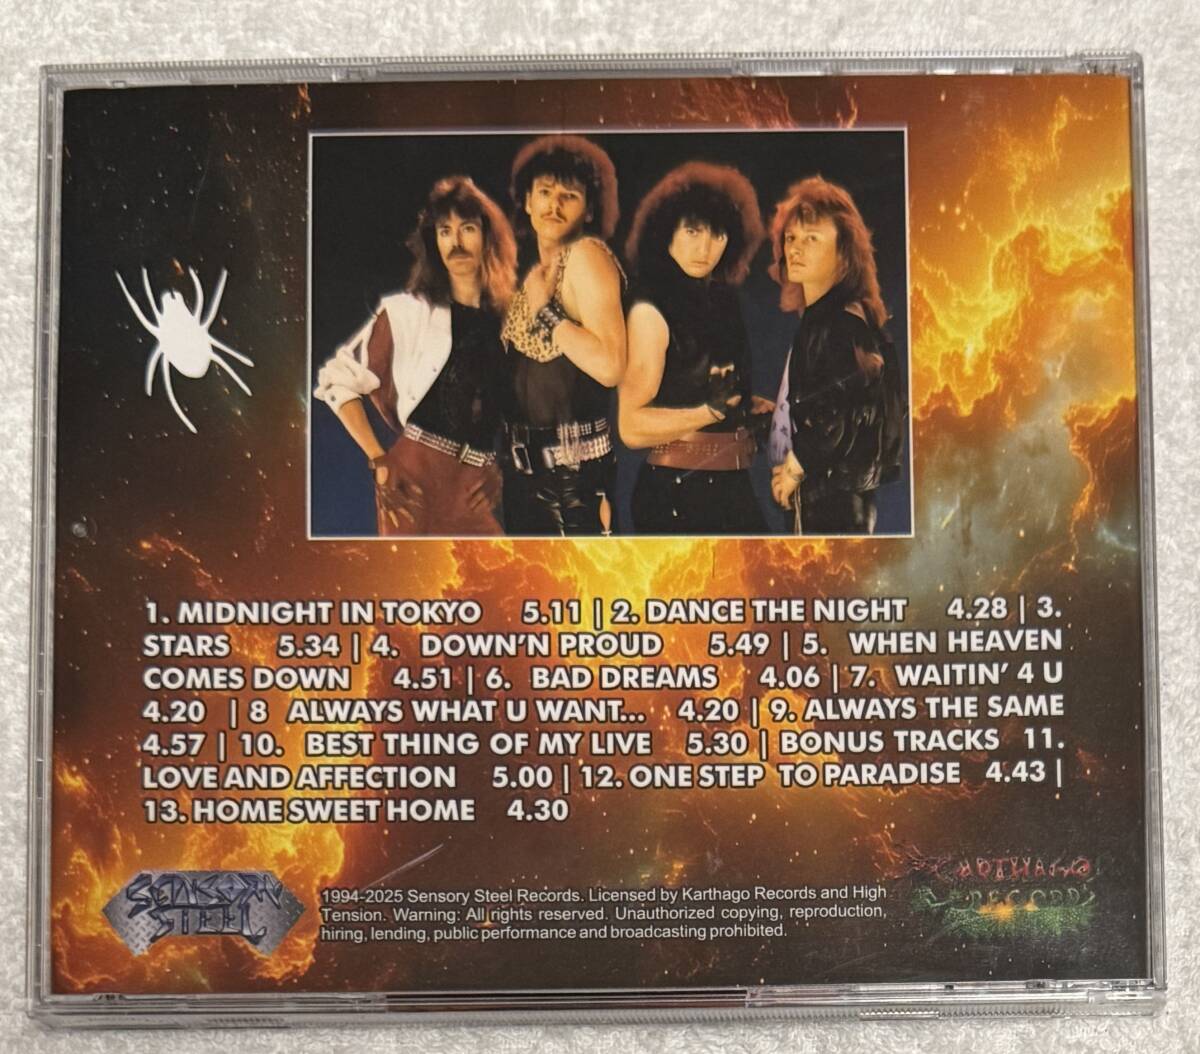 1. MIDNIGHT IN TOKYO 5.11 | 2. DANCE THE NIGHT 4.28 | 3.
STARS 5.34 | 4. DOWN'N PROUD 5.49 | 5. WHEN HEAVEN
COMES DOWN 4.51 | 6. BAD DREAMS 4.06 | 7. WAITIN' 4 U
4.20 | 8 ALWAYS WHAT U WANT... 4.20 | 9. ALWAYS THE SAME
4.57 | 10. BEST THING OF MY LIVE 5.30 | BONUS TRACKS 11.
LOVE AND AFFECTION 5.00 | 12. ONE STEP TO PARADISE 4.43 |
13. HOME SWEET HOME 4.30
SENSORY
STEEL
1994-2025 Sensory Steel Records. Licensed by Karthago Records and High
Tension. Warning: All rights reserved. Unauthorized copying, reproduction,
hiring, lending, public performance and broadcasting prohibited.
KARTHAGO
RECORDS